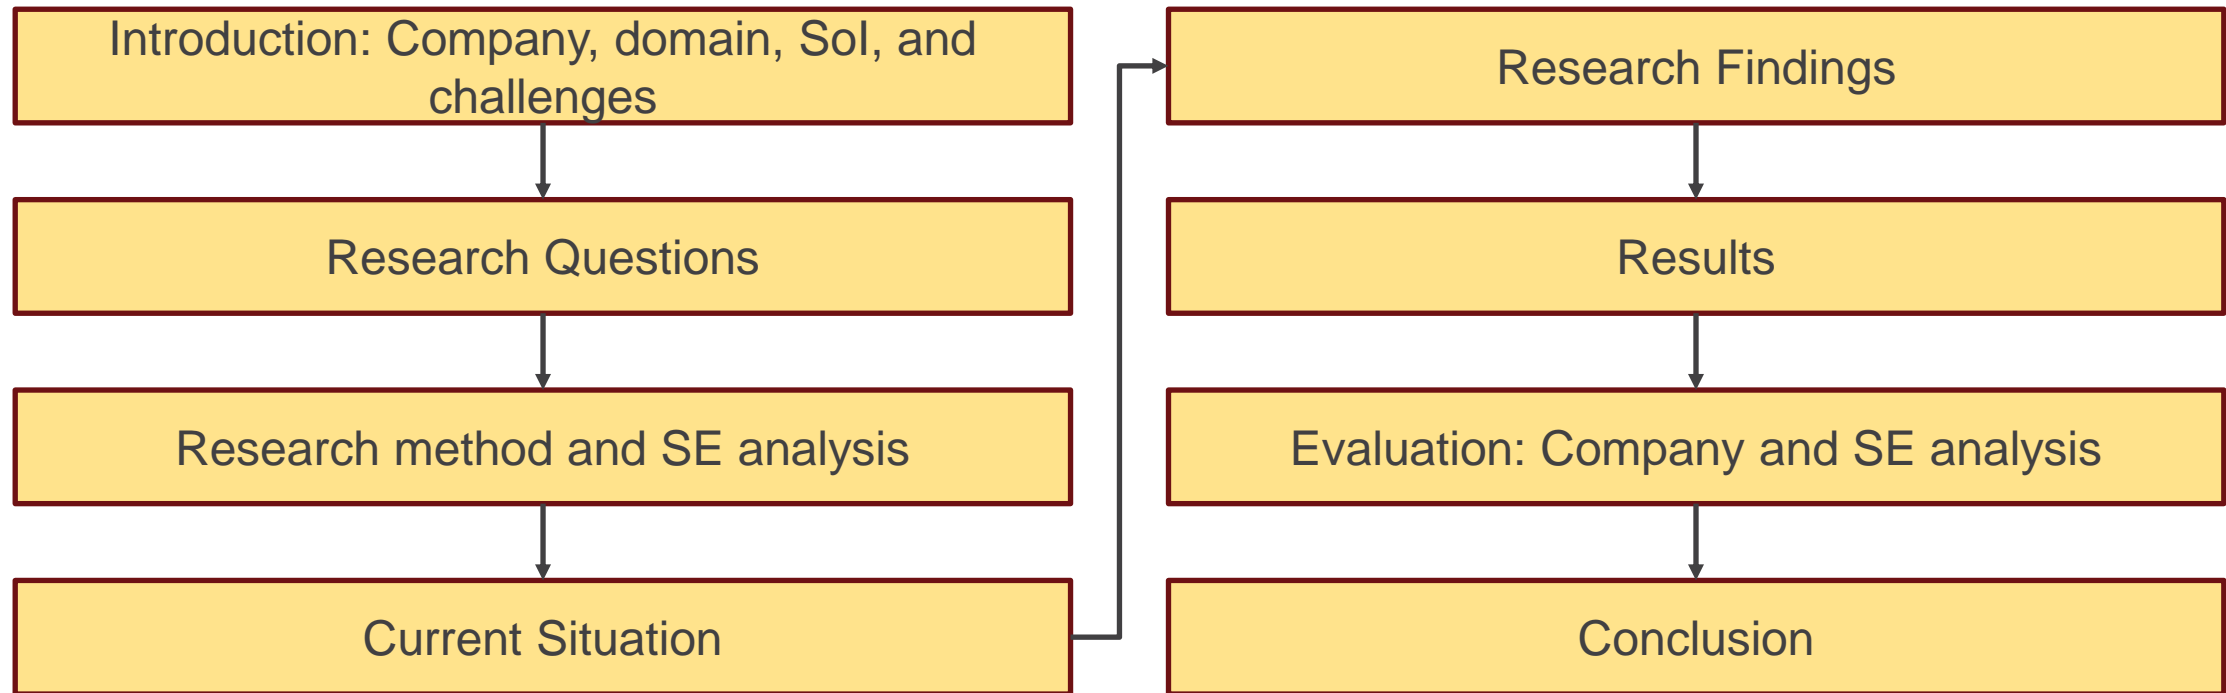 Introduction: Company, domain, SoI, and
challenges
Research Questions
Research method and SE analysis
Current Situation
Research Findings
Results
Evaluation: Company and SE analysis
Conclusion